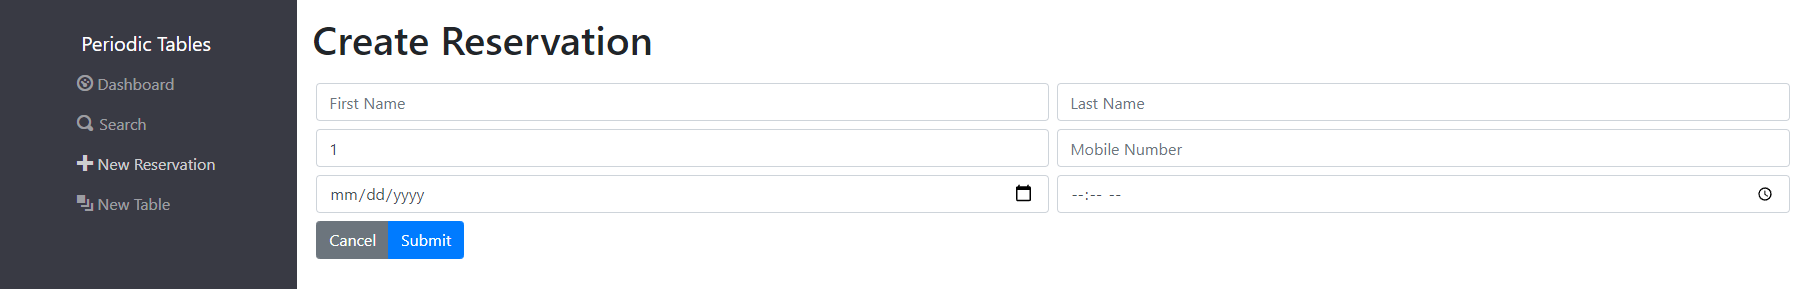 Periodic Tables
Dashboard
Search
New Reservation
New Table
Create Reservation
First Name
Last Name
1
Mobile Number
mm/dd/yyyy
--:-- --
Cancel
Submit